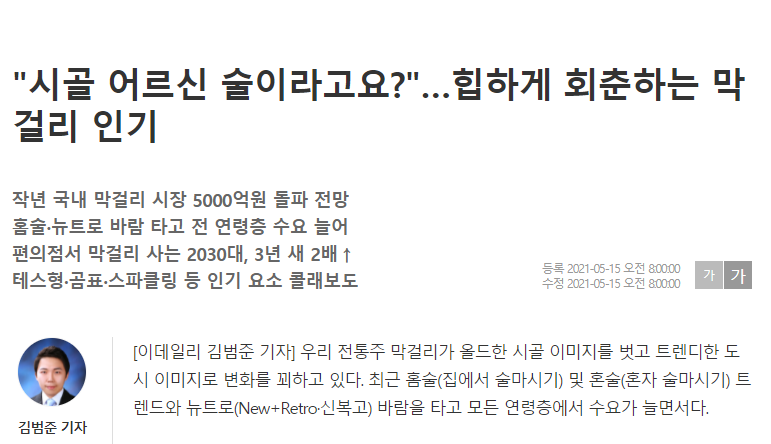 "시골 어르신 술이라고요?"…힙하게 회춘하는 막
걸리 인기
작년 국내 막걸리 시장 5000억원 돌파 전망
홈술·뉴트로 바람 타고 전 연령층 수요 늘어
편의점서 막걸리 사는 2030대, 3년 새 2배↑
테스형·곰표·스파클링 등 인기 요소 콜래보도
등록 2021-05-15 오전 8:00:00
수정 2021-05-15 오전 8:00:00
가 가
[이데일리 김범준 기자] 우리 전통주 막걸리가 올드한 시골 이미지를 벗고 트렌디한 도
시 이미지로 변화를 꾀하고 있다. 최근 홈술(집에서 술마시기) 및 혼술(혼자 술마시기) 트
렌드와 뉴트로(New+Retro·신복고) 바람을 타고 모든 연령층에서 수요가 늘면서다.
김범준 기자